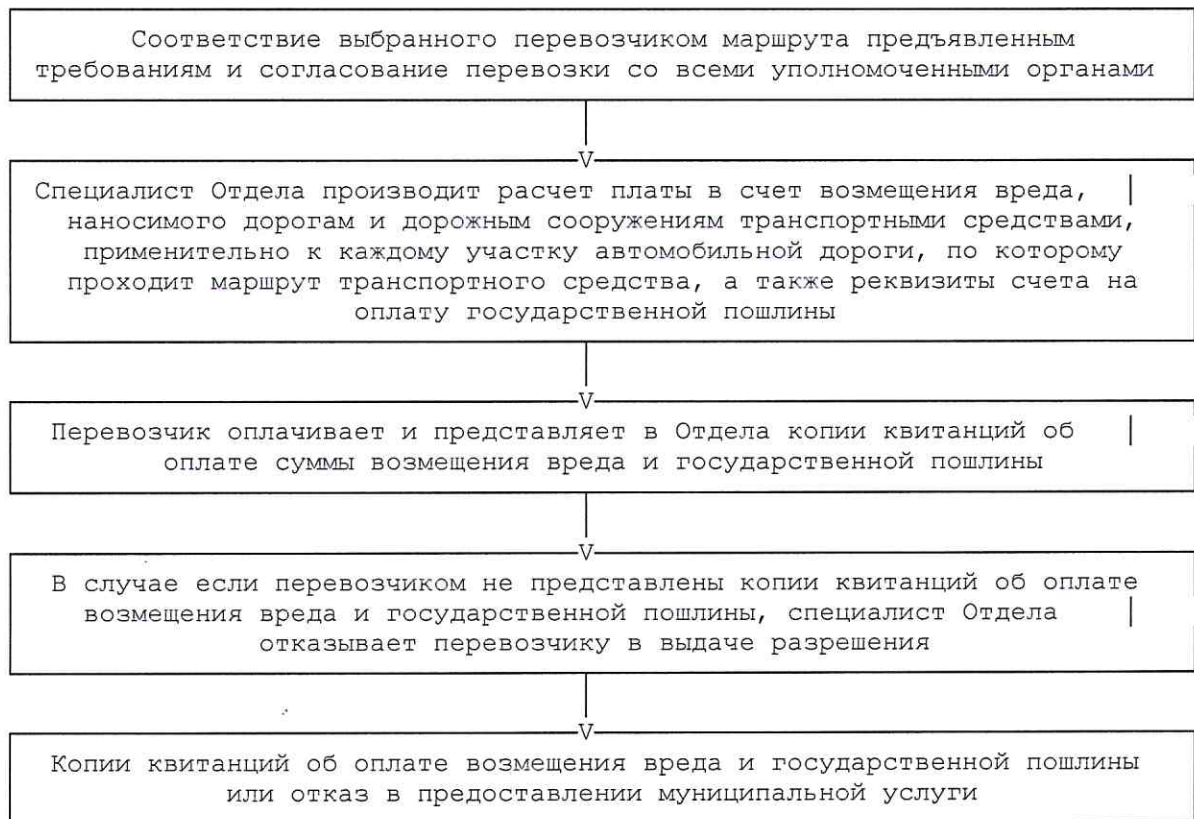 Соответствие выбранного перевозчиком маршрута предъявленным
требованиям и согласование перевозки со всеми уполномоченными органами
V
Специалист Отдела производит расчет платы в счет возмещения вреда, |
наносимого дорогам и дорожным сооружениям транспортными средствами,
применительно к каждому участку автомобильной дороги, по которому
проходит маршрут транспортного средства, а также реквизиты счета на
оплату государственной пошлины
V
Перевозчик оплачивает и представляет в Отдела копии квитанций об |
оплате суммы возмещения вреда и государственной пошлины
V
В случае если перевозчиком не представлены копии квитанций об оплате
возмещения вреда и государственной пошлины, специалист Отдела |
отказывает перевозчику в выдаче разрешения
V
Копии квитанций об оплате возмещения вреда и государственной пошлины
или отказ в предоставлении муниципальной услуги